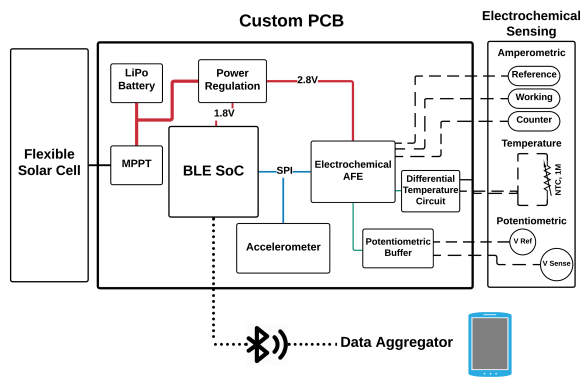 Custom PCB
Electrochemical
Sensing
Flexible
Solar Cell
LiPo
Battery
MPPT
Power
Regulation
2.8V
1.8V
BLE SoC
SPI
Accelerometer
Electrochemical
AFE
Differential
Temperature
Circuit
Potentiometric
Buffer
Amperometric
Reference
Working
Counter
Temperature
NTC, 1M
Potentiometric
V Ref
V Sense
Data Aggregator